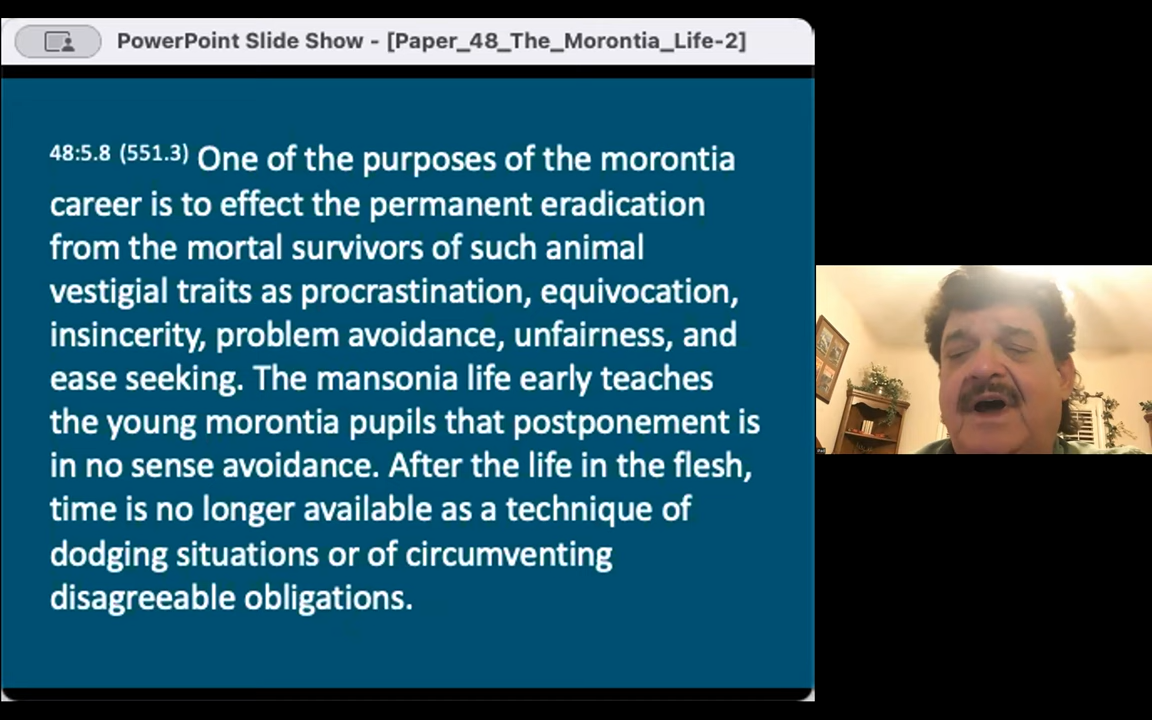 PowerPoint Slide Show - [Paper_48_The_Morontia_Life-2]
48:5.8 (551.3) One of the purposes of the morontia
career is to effect the permanent eradication
from the mortal survivors of such animal
vestigial traits as procrastination, equivocation,
insincerity, problem avoidance, unfairness, and
ease seeking. The mansonia life early teaches
the young morontia pupils that postponement is
in no sense avoidance. After the life in the flesh,
time is no longer available as a technique of
dodging situations or of circumventing
disagreeable obligations.